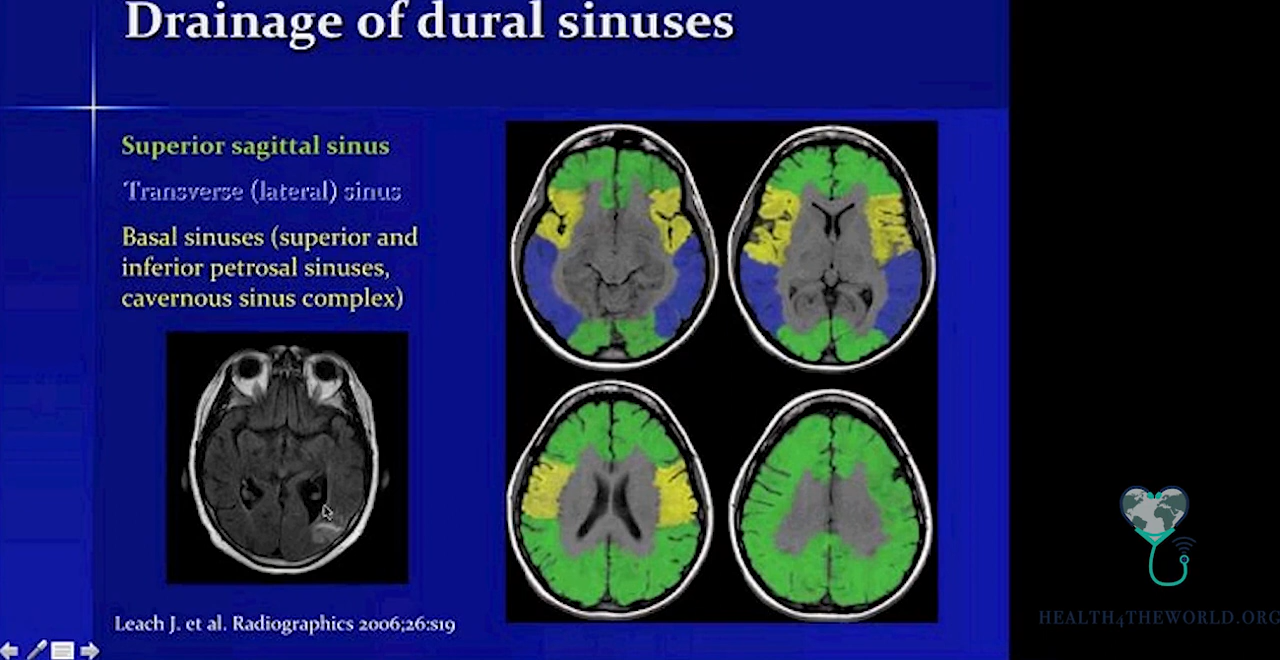 Drainage of dural sinuses
Superior sagittal sinus
Transverse (lateral) sinus
Basal sinuses (superior and
inferior petrosal sinuses,
cavernous sinus complex)
Leach J. et al. Radiographics 2006;26:s19
HEALTH4THEWORLD.ORG